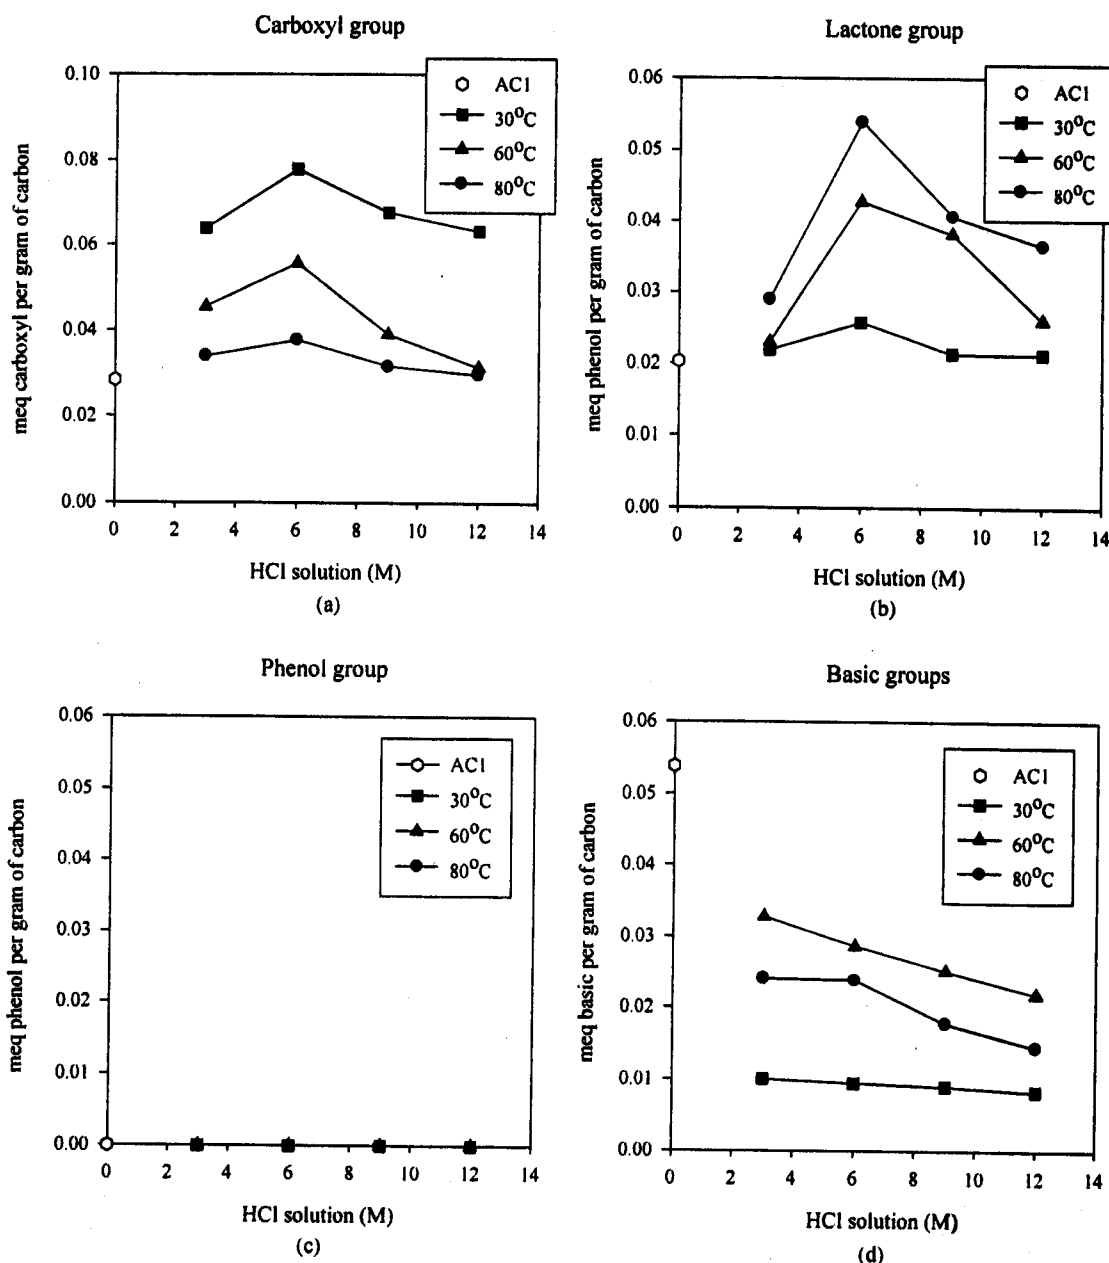 Carboxyl group
0.10
0.08
0.06
0.04
0.02
0.00
meq carboxyl per gram of carbon
AC1
30°C
60°C
80°C
0 2 4 6 8 10 12 14
HCl solution (M)
(a)
Lactone group
0.06
0.05
0.04
0.03
0.02
0.01
0.00
meq phenol per gram of carbon
AC1
30°C
60°C
80°C
0 2 4 6 8 10 12 14
HCl solution (M)
(b)
Phenol group
0.06
0.05
0.04
0.03
0.02
0.01
0.00
meq phenol per gram of carbon
AC1
30°C
60°C
80°C
0 2 4 6 8 10 12 14
HCl solution (M)
(c)
Basic groups
0.06
0.05
0.04
0.03
0.02
0.01
0.00
meq basic per gram of carbon
AC1
30°C
60°C
80°C
0 2 4 6 8 10 12 14
HCl solution (M)
(d)